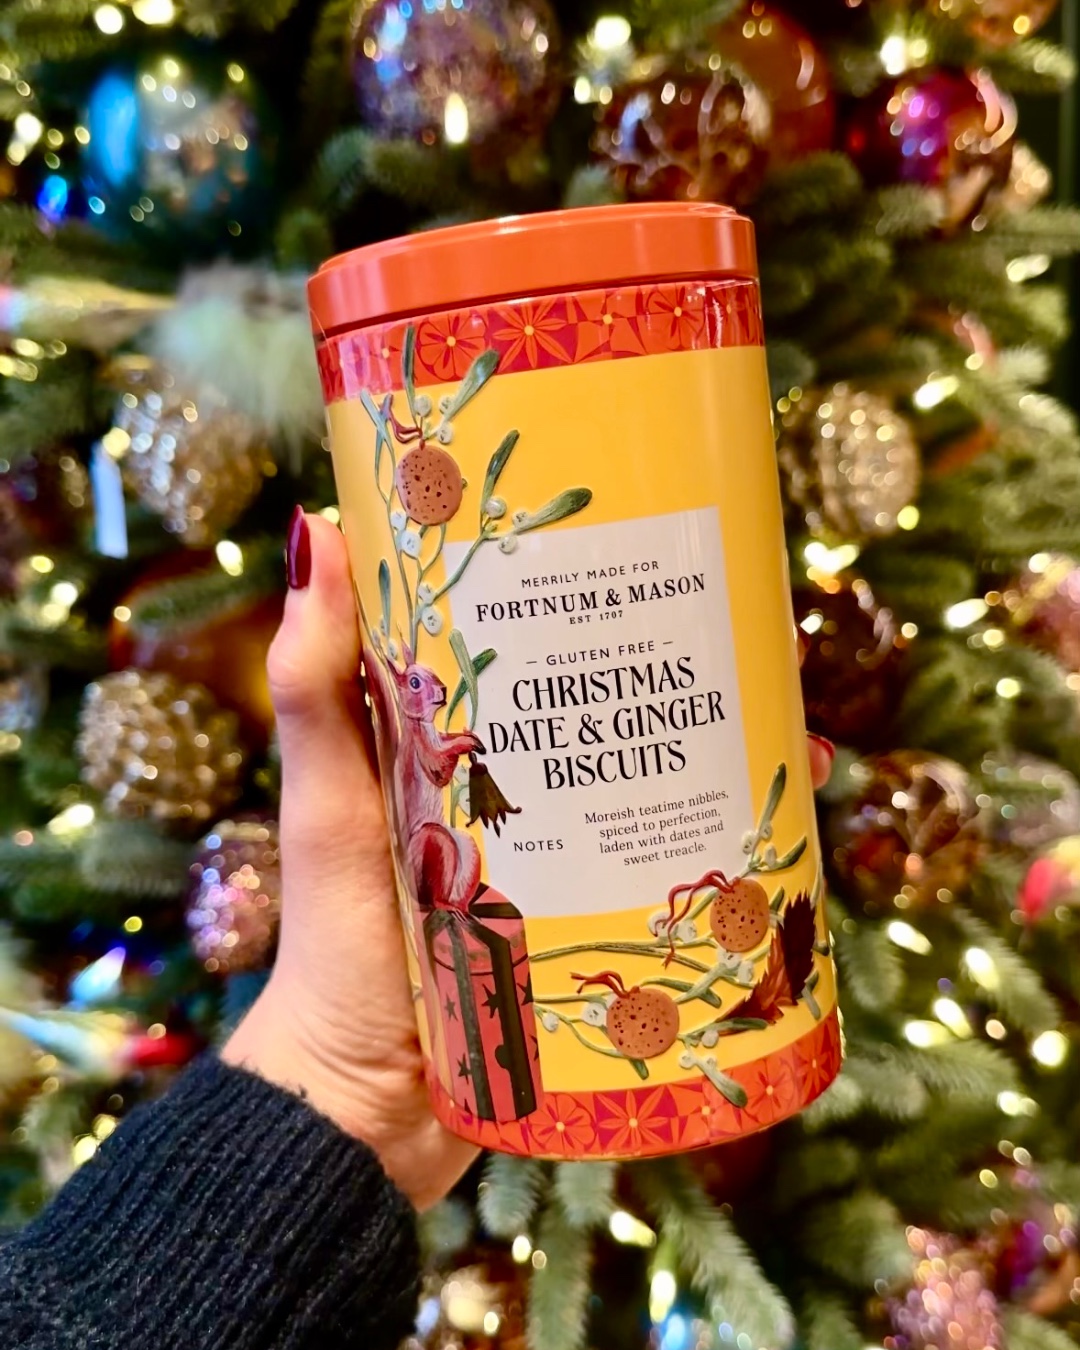 MERRILY MADE FOR
FORTNUM & MASON
EST 1707
– GLUTEN FREE –
CHRISTMAS
DATE & GINGER
BISCUITS
NOTES
Moreish teatime nibbles,
spiced to perfection,
laden with dates and
sweet treacle.